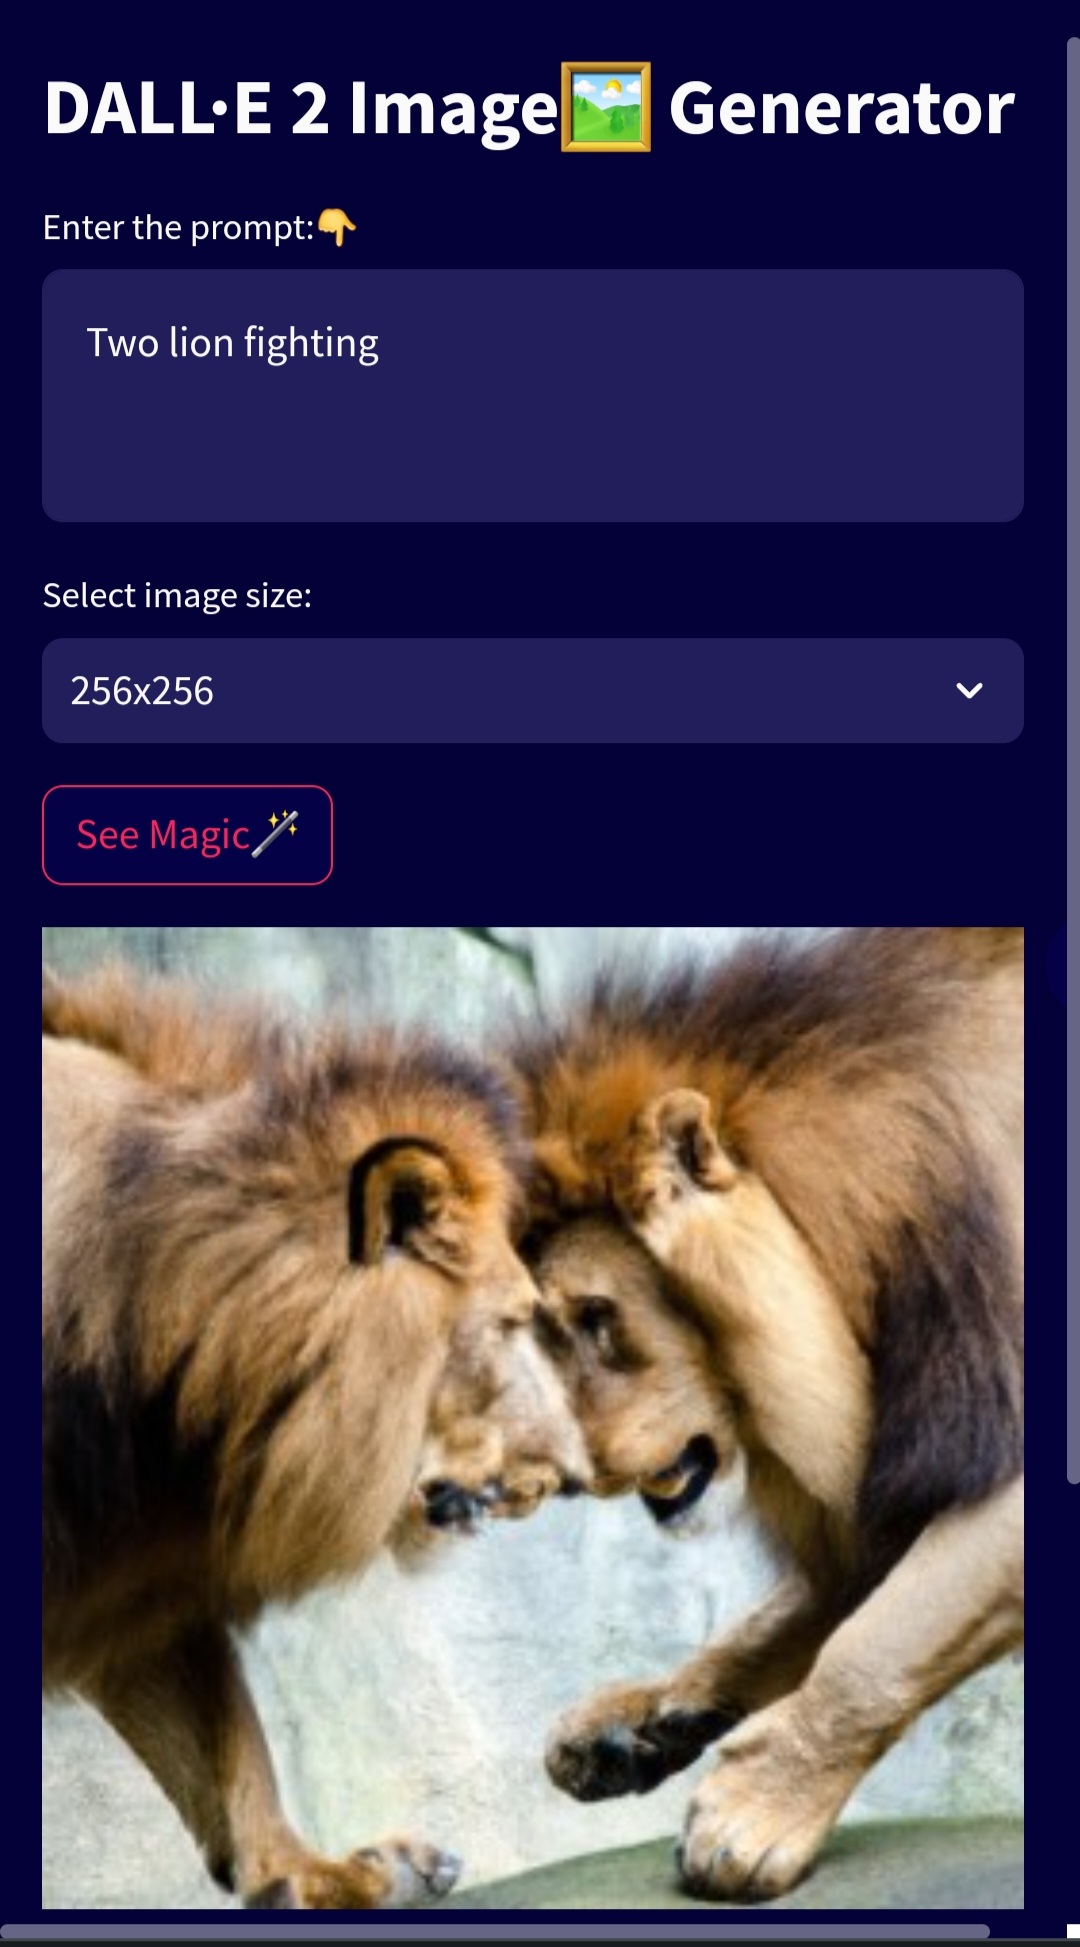 DALL·E 2 Image🖼️ Generator
Enter the prompt:👇
Two lion fighting
Select image size:
256x256
See Magic🪄